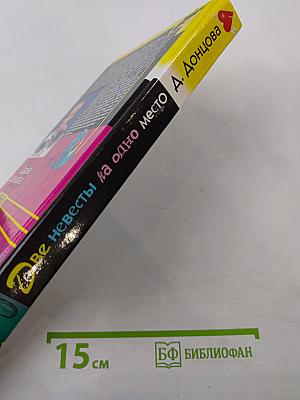 Д. Донцова
Две невесты на одно место
15 см
БФ БИБЛИОФАН